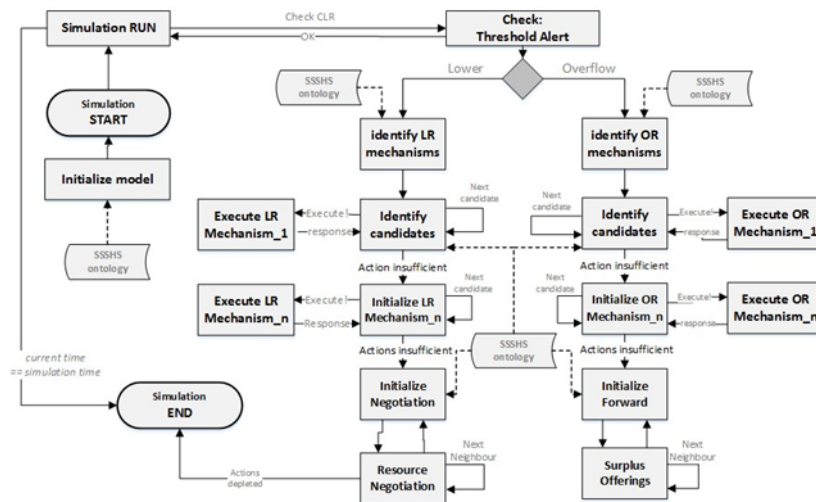 Simulation RUN
Check CLR
OK
Check:
Threshold Alert
Lower
Overflow
SSSHS
ontology
SSSHS
ontology
Simulation
START
identify LR
mechanisms
identify OR
mechanisms
Initialize model
Next
candidate
Next
candidate
Execute LR
Mechanism_1
Execute!
response
Identify
candidates
Identify
candidates
Execute!
response
Execute OR
Mechanism_1
SSSHS
ontology
Action insufficient
Action insufficient
Next
candidate
Next
candidate
Execute LR
Mechanism_n
Execute!
Response
Initialize LR
Mechanism_n
Initialize OR
Mechanism_n
Execute!
response
Execute OR
Mechanism_n
SSSHS
ontology
Actions insufficient
Actions insufficient
current time
== simulation time
Initialize
Negotiation
Initialize
Forward
Simulation
END
Next
Neighbour
Next
Neighbour
Actions
depleted
Resource
Negotiation
Surplus
Offerings